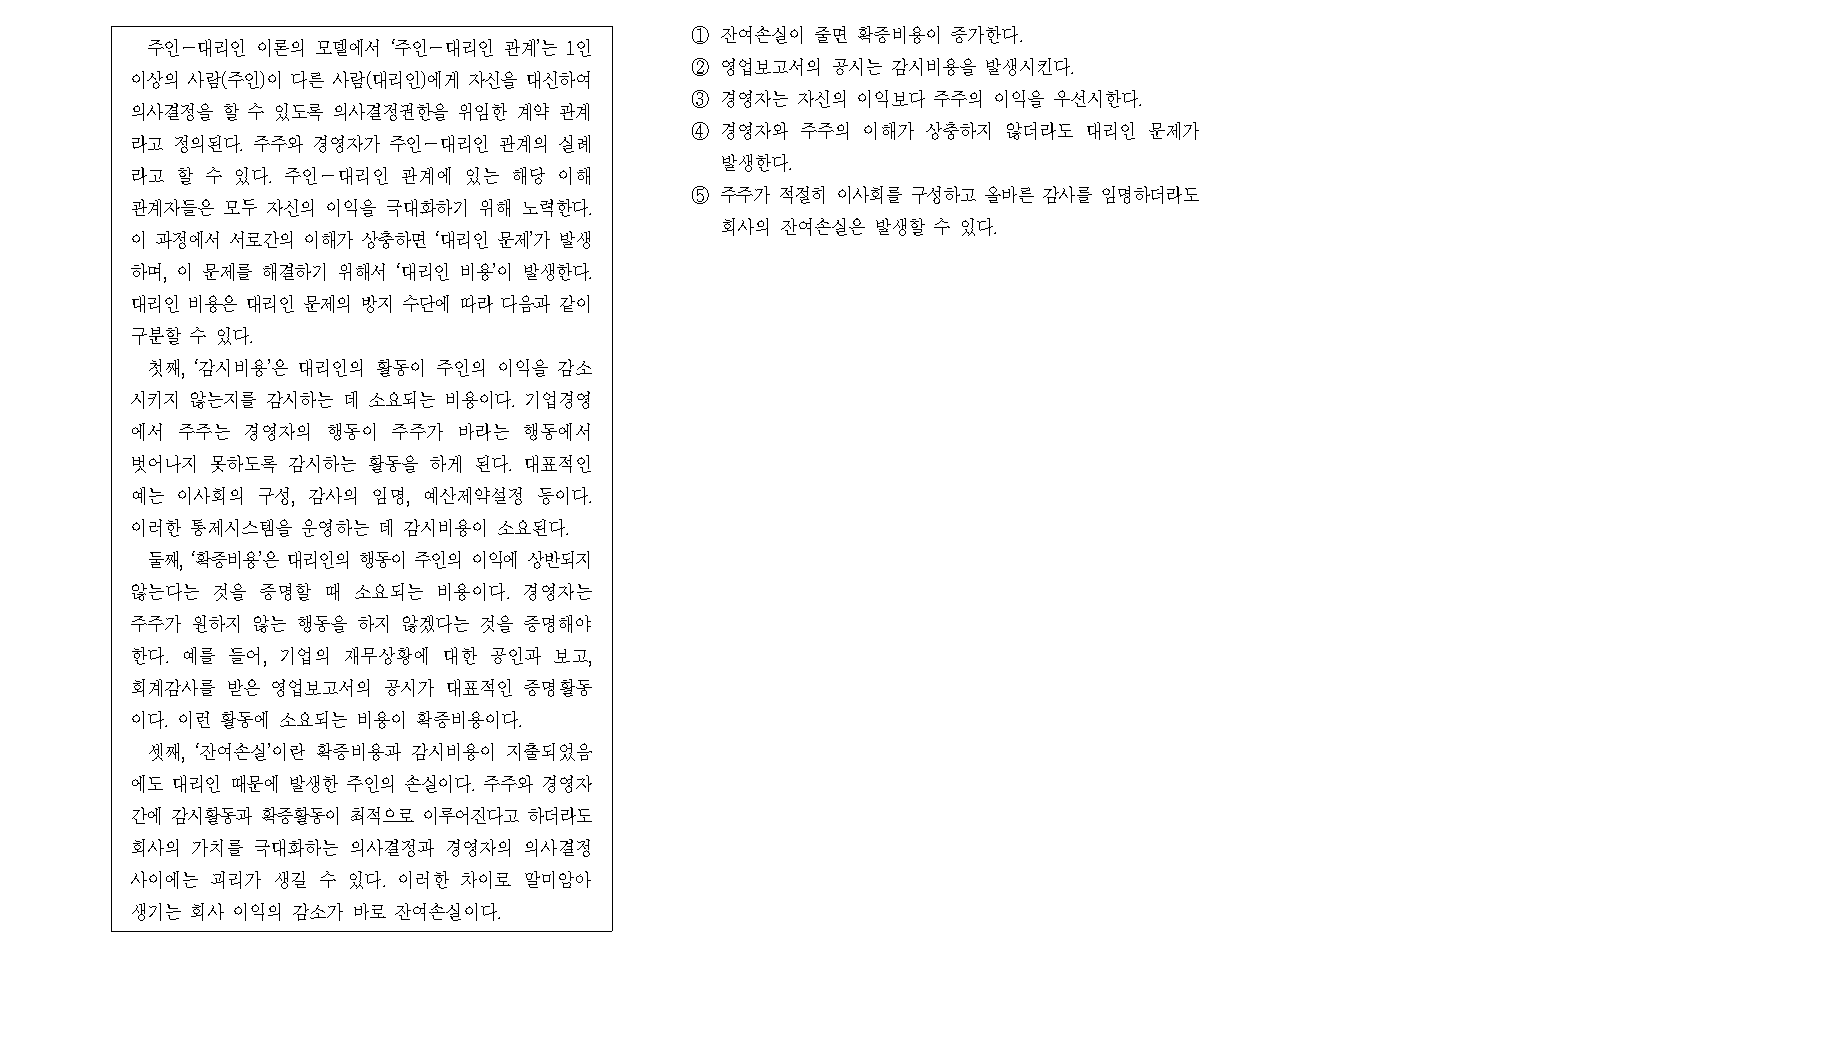 주인-대리인 이론의 모델에서 ‘주인-대리인 관계’는 1인
이상의 사람(주인)이 다른 사람(대리인)에게 자신을 대신하여
의사결정을 할 수 있도록 의사결정권한을 위임한 계약 관계
라고 정의된다. 주주와 경영자가 주인-대리인 관계의 실례
라고 할 수 있다. 주인-대리인 관계에 있는 해당 이해
관계자들은 모두 자신의 이익을 극대화하기 위해 노력한다.
이 과정에서 서로간의 이해가 상충하면 ‘대리인 문제’가 발생
하며, 이 문제를 해결하기 위해서 ‘대리인 비용’이 발생한다.
대리인 비용은 대리인 문제의 방지 수단에 따라 다음과 같이
구분할 수 있다.
첫째, ‘감시비용’은 대리인의 활동이 주인의 이익을 감소
시키지 않는지를 감시하는 데 소요되는 비용이다. 기업경영
에서 주주는 경영자의 행동이 주주가 바라는 행동에서
벗어나지 못하도록 감시하는 활동을 하게 된다. 대표적인
예는 이사회의 구성, 감사의 임명, 예산제약설정 등이다.
이러한 통제시스템을 운영하는 데 감시비용이 소요된다.
둘째, ‘확증비용’은 대리인의 행동이 주인의 이익에 상반되지
않는다는 것을 증명할 때 소요되는 비용이다. 경영자는
주주가 원하지 않는 행동을 하지 않겠다는 것을 증명해야
한다. 예를 들어, 기업의 재무상황에 대한 공인과 보고,
회계감사를 받은 영업보고서의 공시가 대표적인 증명활동
이다. 이런 활동에 소요되는 비용이 확증비용이다.
셋째, ‘잔여손실’이란 확증비용과 감시비용이 지출되었음
에도 대리인 때문에 발생한 주인의 손실이다. 주주와 경영자
간에 감시활동과 확증활동이 최적으로 이루어진다고 하더라도
회사의 가치를 극대화하는 의사결정과 경영자의 의사결정
사이에는 괴리가 생길 수 있다. 이러한 차이로 말미암아
생기는 회사 이익의 감소가 바로 잔여손실이다.
① 잔여손실이 줄면 확증비용이 증가한다.
② 영업보고서의 공시는 감시비용을 발생시킨다.
③ 경영자는 자신의 이익보다 주주의 이익을 우선시한다.
④ 경영자와 주주의 이해가 상충하지 않더라도 대리인 문제가
발생한다.
⑤ 주주가 적절히 이사회를 구성하고 올바른 감사를 임명하더라도
회사의 잔여손실은 발생할 수 있다.